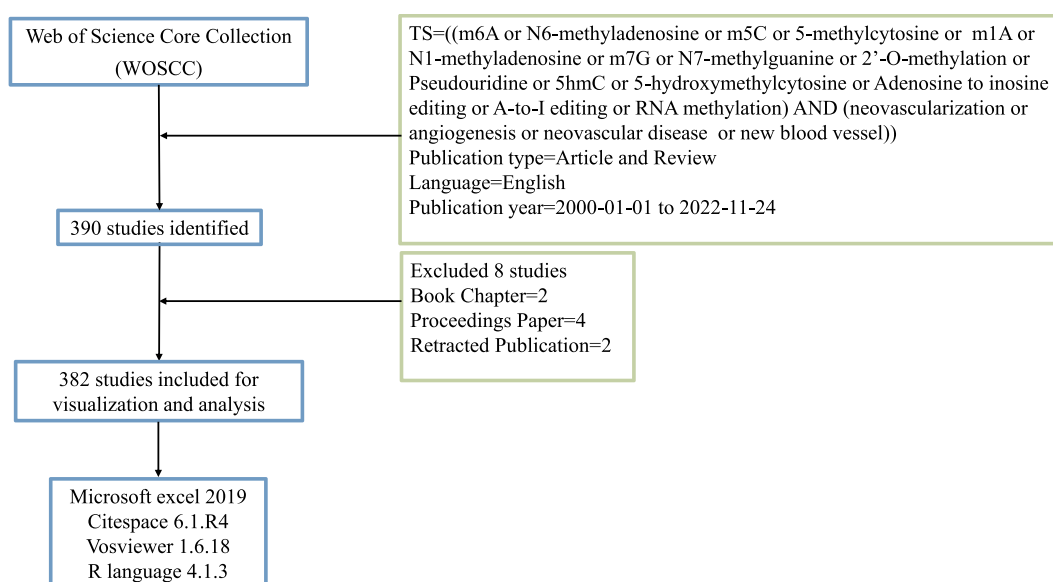 Web of Science Core Collection
(WOSCC)
TS=((m6A or N6-methyladenosine or m5C or 5-methylcytosine or m1A or
N1-methyladenosine or m7G or N7-methylguanine or 2’-O-methylation or
Pseudouridine or 5hmC or 5-hydroxymethylcytosine or Adenosine to inosine
editing or A-to-I editing or RNA methylation) AND (neovascularization or
angiogenesis or neovascular disease or new blood vessel))
Publication type=Article and Review
Language=English
Publication year=2000-01-01 to 2022-11-24
390 studies identified
Excluded 8 studies
Book Chapter=2
Proceedings Paper=4
Retracted Publication=2
382 studies included for
visualization and analysis
Microsoft excel 2019
Citespace 6.1.R4
Vosviewer 1.6.18
R language 4.1.3